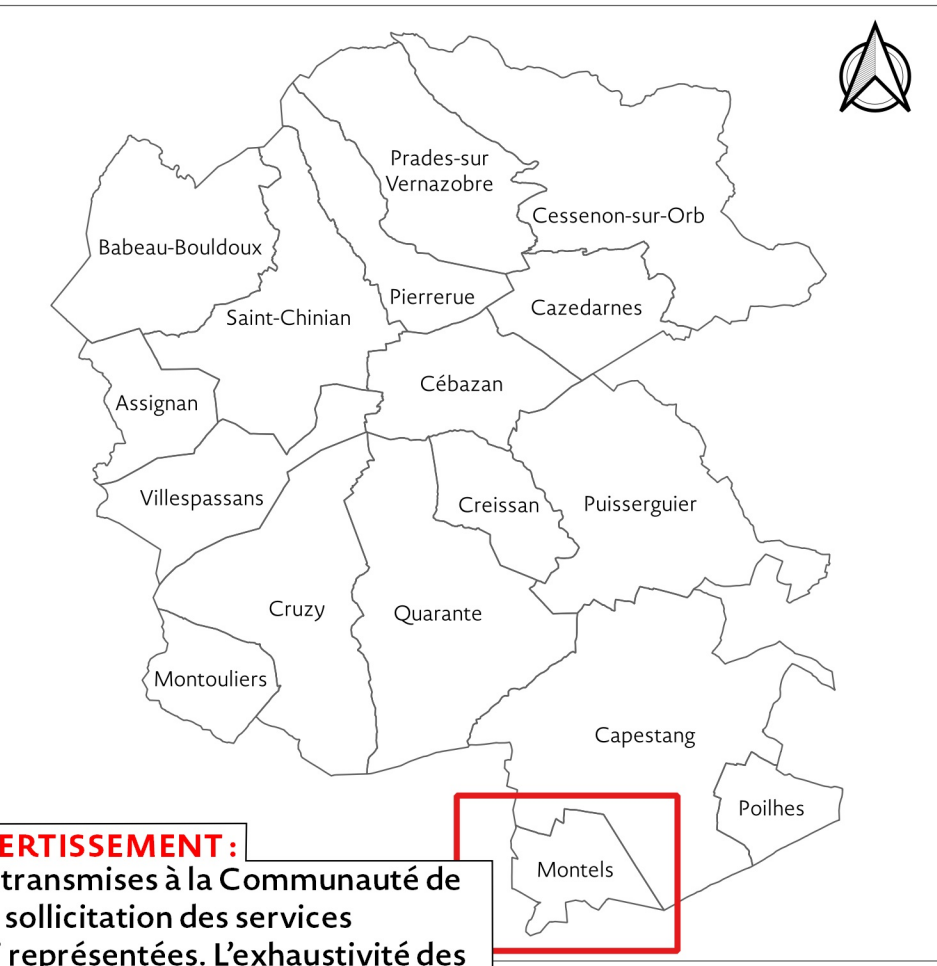 Prades-sur
Vernazobre
Cessenon-sur-Orb
Babeau-Bouldoux
Pierrerue
Cazedarnes
Saint-Chinian
Cébazan
Assignan
Villespassans
Creissan
Puisserguier
Cruzy
Quarante
Montouliers
Capestang
Poilhes
Montels
ERTISSEMENT :
transmises à la Communauté de
sollicitation des services
représentées. L’exhaustivité des